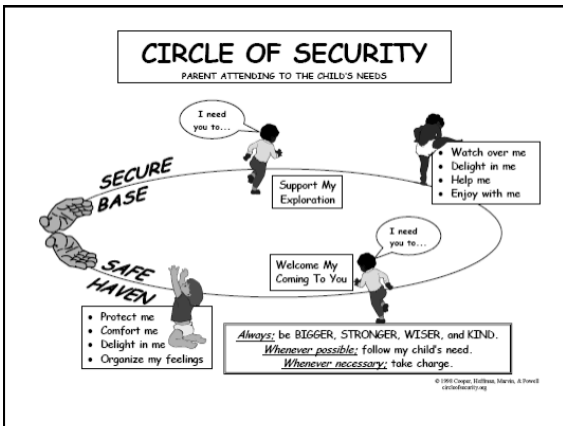 CIRCLE OF SECURITY
PARENT ATTENDING TO THE CHILD'S NEEDS
I need
you to...
SECURE
BASE
Support My
Exploration
• Watch over me
• Delight in me
• Help me
• Enjoy with me
I need
you to...
Welcome My
Coming To You
SAFE
HAVEN
• Protect me
• Comfort me
• Delight in me
• Organize my feelings
Always; be BIGGER, STRONGER, WISER, and KIND.
Whenever possible; follow my child's need.
Whenever necessary; take charge.
© 1998 Cooper, Hoffman, Marvin, & Powell
circleofsecurity.org